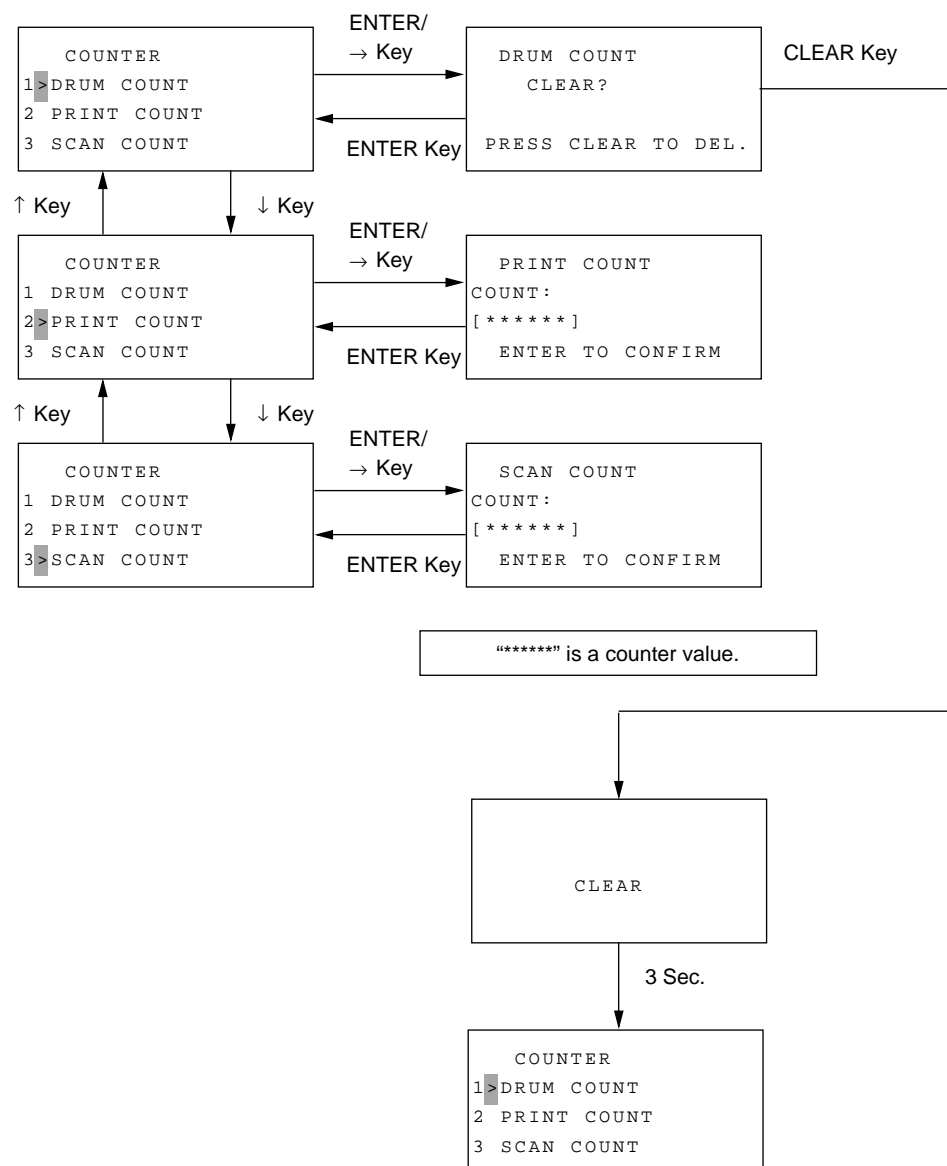 COUNTER
1>DRUM COUNT
2 PRINT COUNT
3 SCAN COUNT
ENTER/
→ Key
ENTER Key
DRUM COUNT
CLEAR?
PRESS CLEAR TO DEL.
CLEAR Key
↑ Key
↓ Key
COUNTER
1 DRUM COUNT
2>PRINT COUNT
3 SCAN COUNT
ENTER/
→ Key
ENTER Key
PRINT COUNT
COUNT:
[******]
ENTER TO CONFIRM
↑ Key
↓ Key
COUNTER
1 DRUM COUNT
2 PRINT COUNT
3>SCAN COUNT
ENTER/
→ Key
ENTER Key
SCAN COUNT
COUNT:
[******]
ENTER TO CONFIRM
“******” is a counter value.
CLEAR
3 Sec.
COUNTER
1>DRUM COUNT
2 PRINT COUNT
3 SCAN COUNT